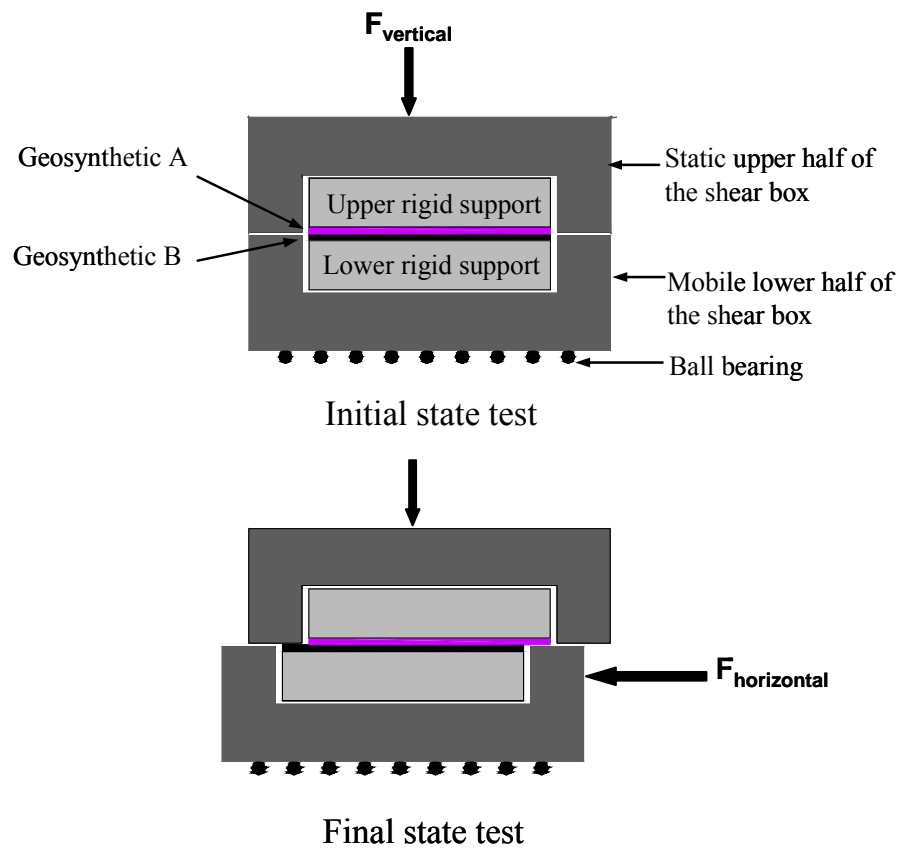 Fvertical
Geosynthetic A
Static upper half of
the shear box
Upper rigid support
Geosynthetic B
Lower rigid support
Mobile lower half of
the shear box
Ball bearing
Initial state test
Fhorizontal
Final state test